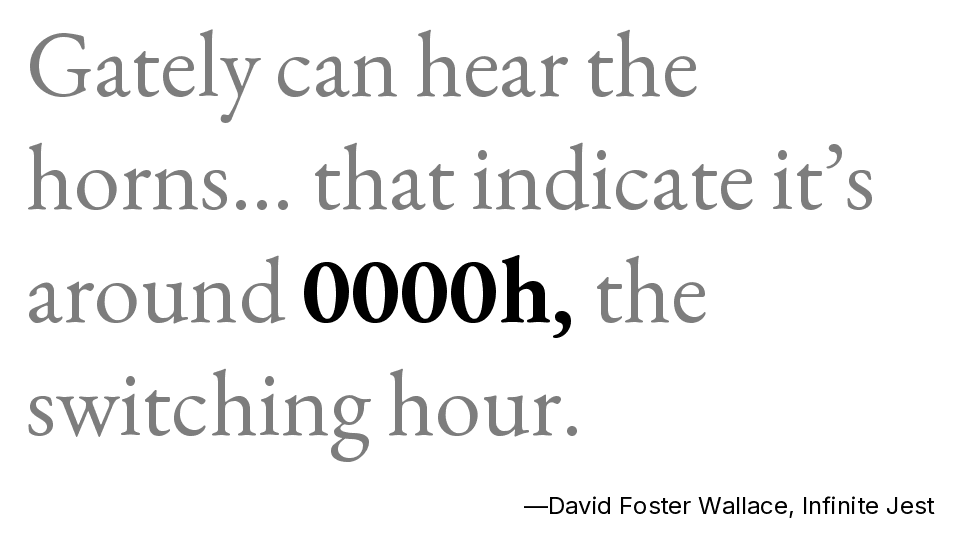 Gately can hear the
horns... that indicate it’s
around 0000h, the
switching hour.
—David Foster Wallace, Infinite Jest